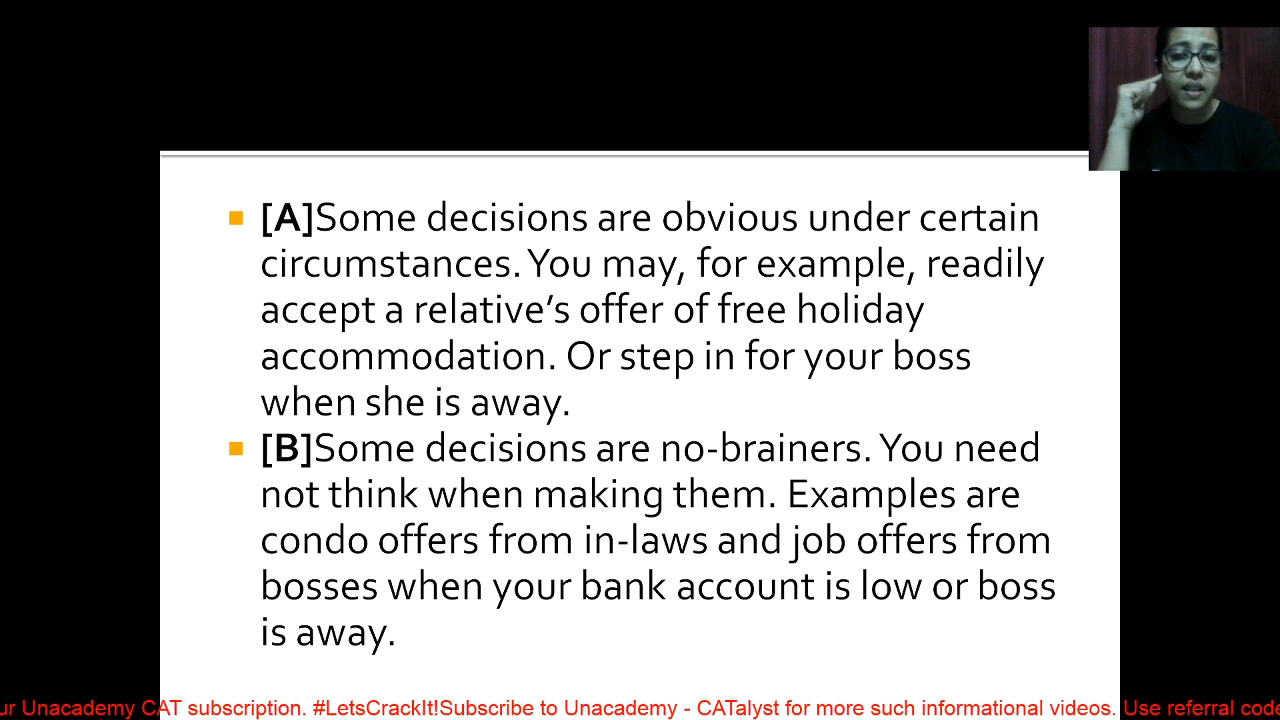 [A]Some decisions are obvious under certain
circumstances. You may, for example, readily
accept a relative’s offer of free holiday
accommodation. Or step in for your boss
when she is away.
[B]Some decisions are no-brainers. You need
not think when making them. Examples are
condo offers from in-laws and job offers from
bosses when your bank account is low or boss
is away.
ur Unacademy CAT subscription. #LetsCrackIt!Subscribe to Unacademy - CATalyst for more such informational videos. Use referral code